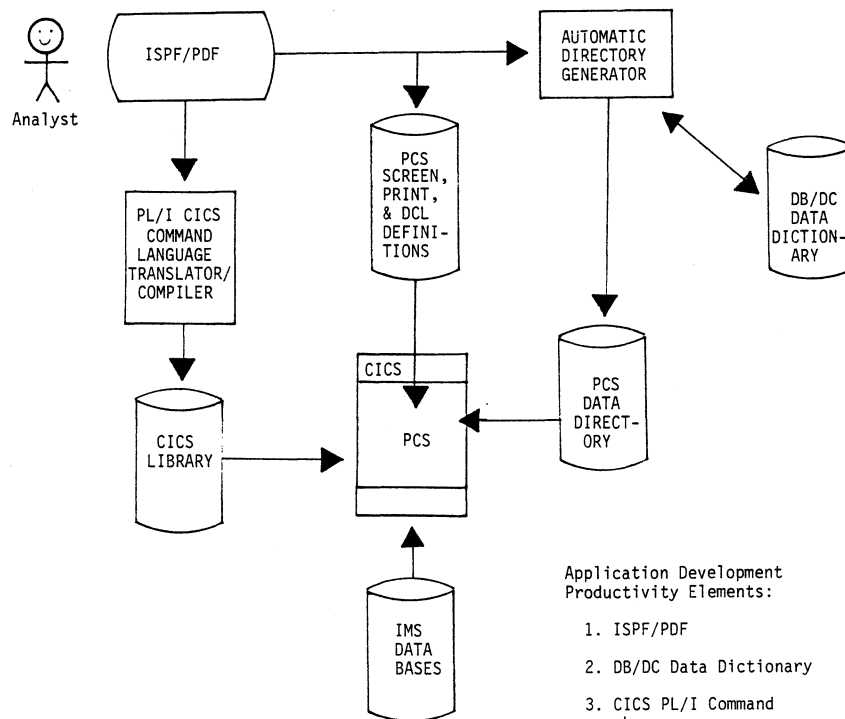 ISPF/PDF
AUTOMATIC
DIRECTORY
GENERATOR
Analyst
PCS
SCREEN,
PRINT,
& DCL
DEFINI-
TIONS
DB/DC
DATA
DICTION-
ARY
PL/I CICS
COMMAND
LANGUAGE
TRANSLATOR/
COMPILER
CICS
PCS
PCS
DATA
DIRECT-
ORY
CICS
LIBRARY
IMS
DATA
BASES
Application Development
Productivity Elements:
1. ISPF/PDF
2. DB/DC Data Dictionary
3. CICS PL/I Command